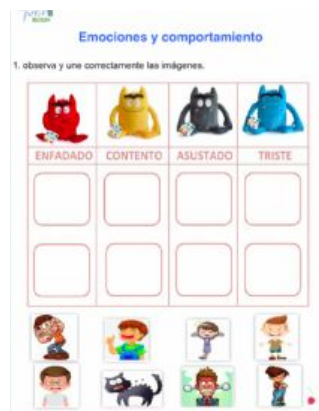 Emociones y comportamiento
1. observa y une correctamente las imágenes.
ENFADADO CONTENTO ASUSTADO TRISTE